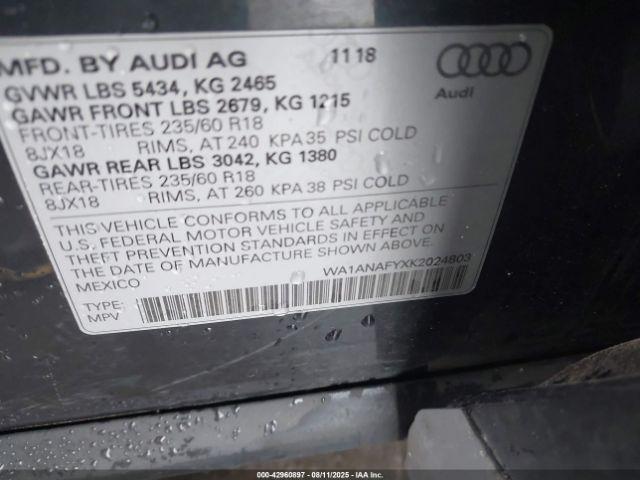 MFD. BY AUDI AG 1118
GVWR LBS 5434, KG 2465
GAWR FRONT LBS 2679, KG 1215
FRONT-TIRES 235/60 R18
8JX18 RIMS, AT 240 KPA 35 PSI COLD
GAWR REAR LBS 3042, KG 1380
REAR-TIRES 235/60 R18
8JX18 RIMS, AT 260 KPA 38 PSI COLD
Audi
THIS VEHICLE CONFORMS TO ALL APPLICABLE
U.S. FEDERAL MOTOR VEHICLE SAFETY AND
THEFT PREVENTION STANDARDS IN EFFECT ON
THE DATE OF MANUFACTURE SHOWN ABOVE.
MEXICO WA1ANAFYXK2024803
TYPE:
MPV
000-42960897 - 08/11/2025 - IAA Inc.